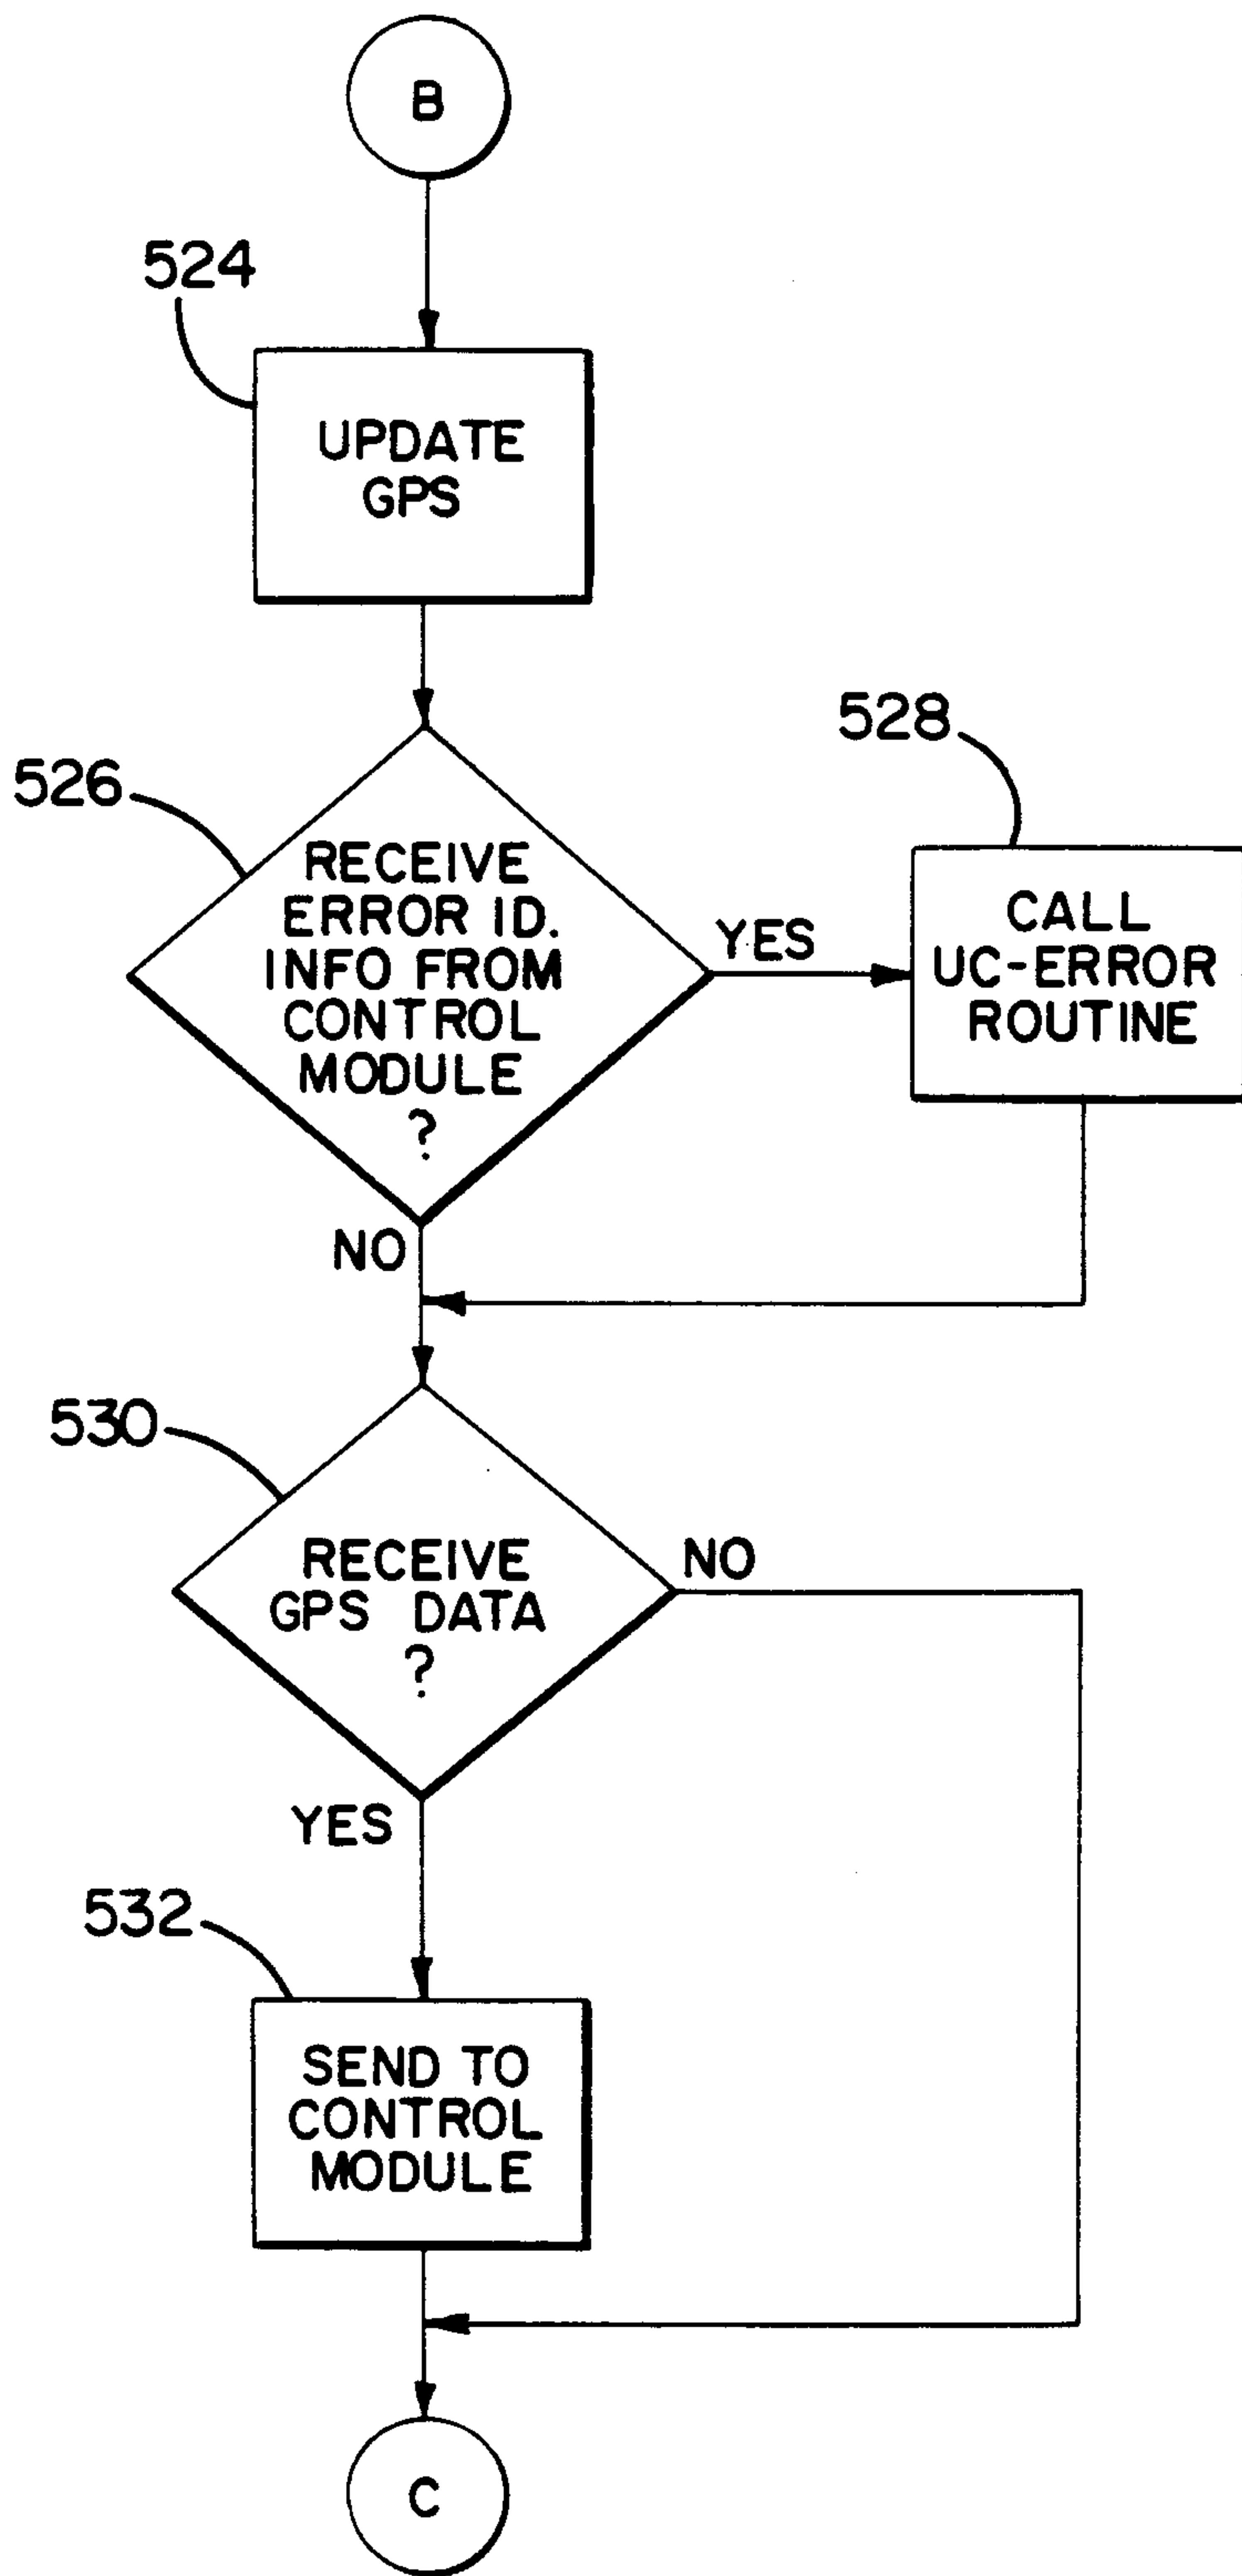 B
524
UPDATE
GPS
526
RECEIVE
ERROR ID.
INFO FROM
CONTROL
MODULE
?
YES
528
CALL
UC-ERROR
ROUTINE
NO
530
RECEIVE
GPS DATA
?
NO
YES
532
SEND TO
CONTROL
MODULE
C